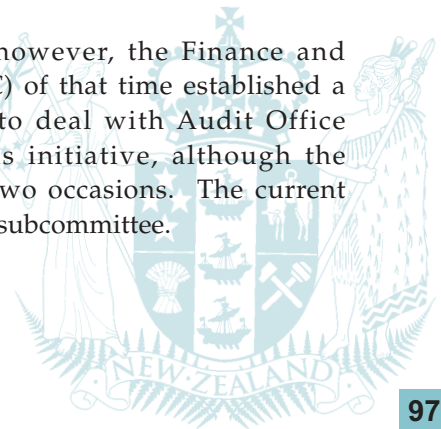 however, the Finance and
) of that time established a
to deal with Audit Office
s initiative, although the
wo occasions. The current
subcommittee.
NEW ZEALAND
97